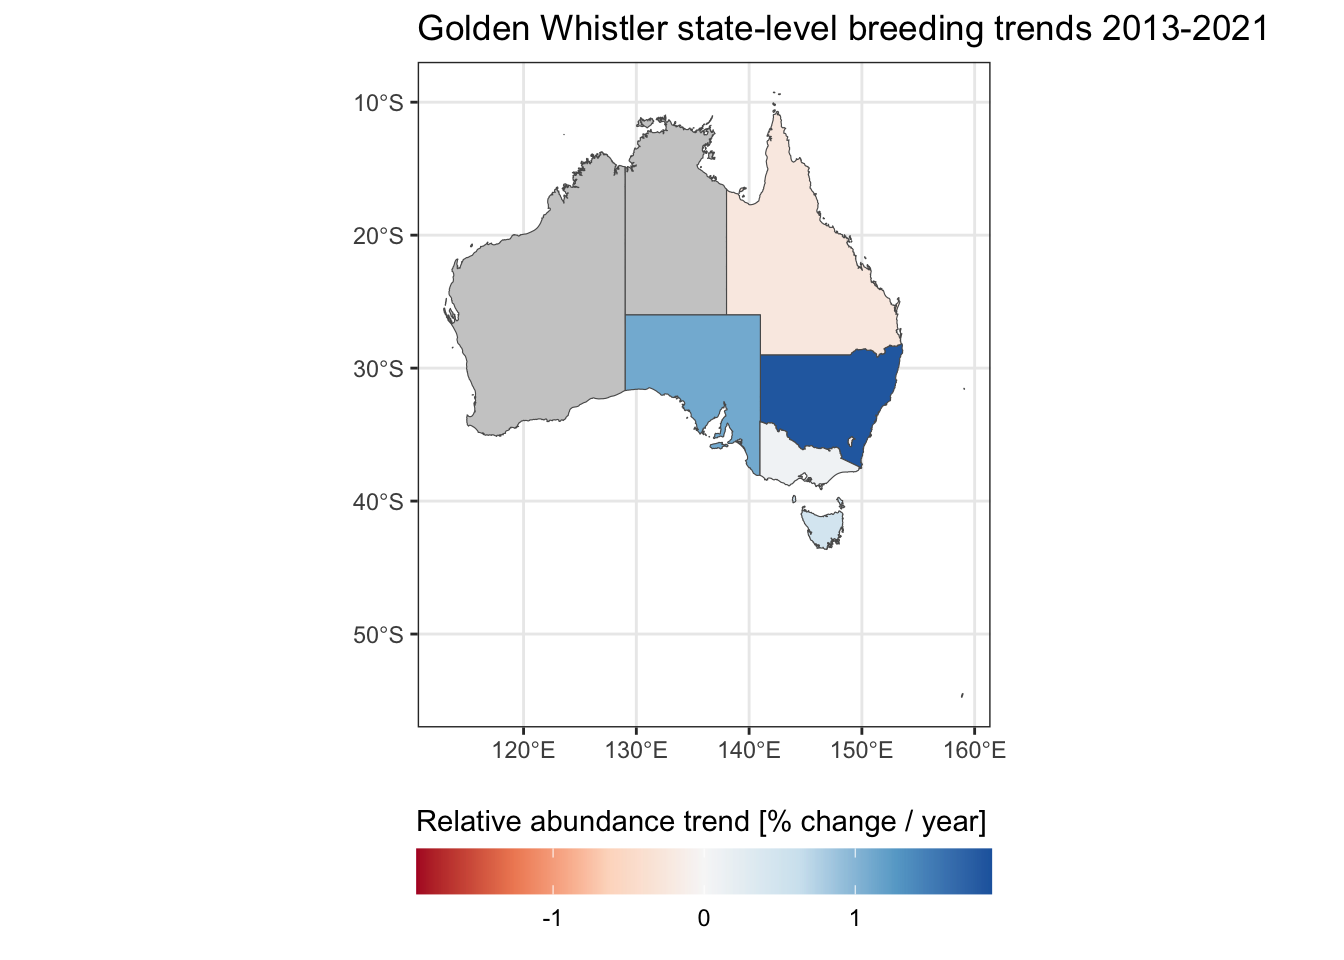 Golden Whistler state-level breeding trends 2013-2021
10°S
20°S
30°S
40°S
50°S
120°E 130°E 140°E 150°E 160°E
Relative abundance trend [% change / year]
-1 0 1